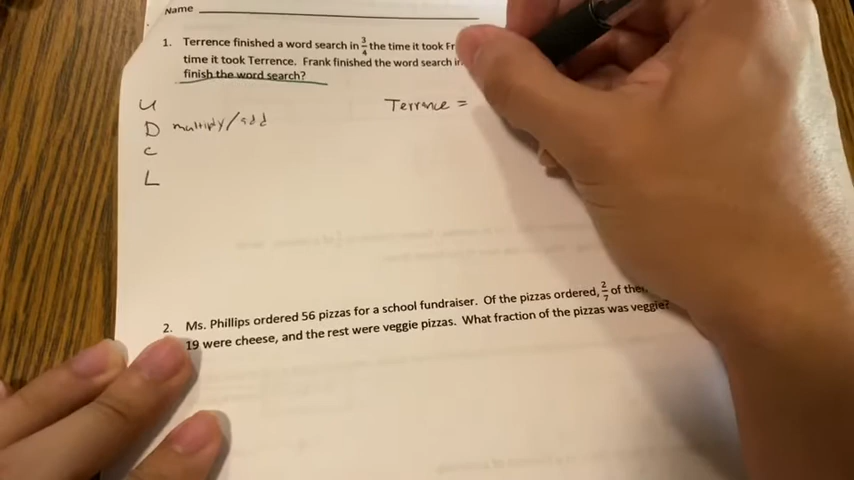 Name
1. Terrence finished a word search in 3/4 the time it took Fr
time it took Terrence. Frank finished the word search in
finish the word search?
U
D multiply/add
C
L
Terrance =
2. Ms. Phillips ordered 56 pizzas for a school fundraiser. Of the pizzas ordered, 2/7 of the
19 were cheese, and the rest were veggie pizzas. What fraction of the pizzas was veggie?